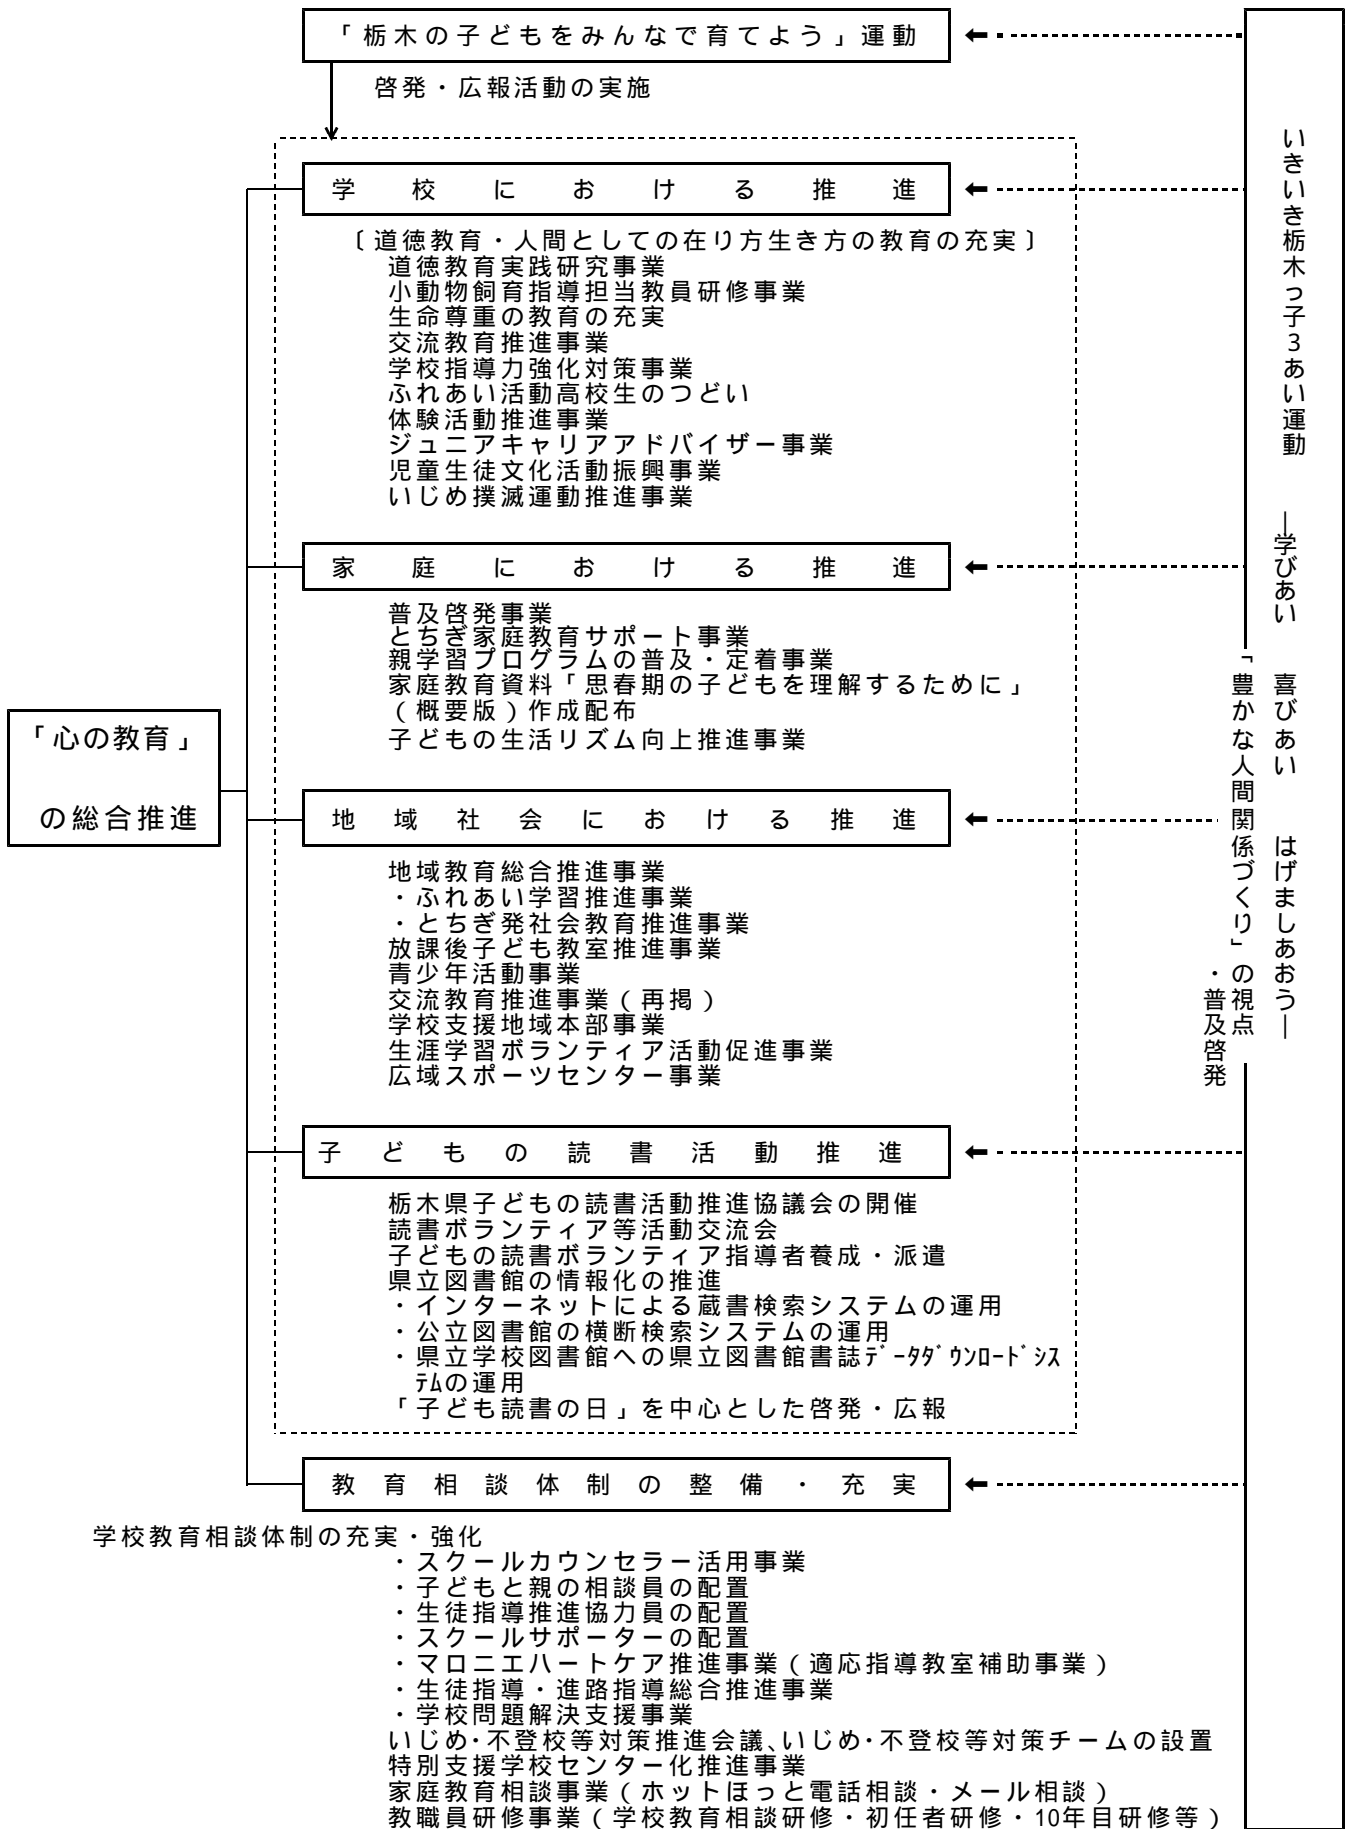 「栃木の子どもをみんなで育てよう」運動
啓発・広報活動の実施
学校における推進
〔道徳教育・人間としての在り方生き方の教育の充実〕
道徳教育実践研究事業
小動物飼育指導担当教員研修事業
生命尊重の教育の充実
交流教育推進事業
学校指導力強化対策事業
ふれあい活動高校生のつどい
体験活動推進事業
ジュニアキャリアアドバイザー事業
児童生徒文化活動振興事業
いじめ撲滅運動推進事業
家庭における推進
普及啓発事業
とちぎ家庭教育サポート事業
親学習プログラムの普及・定着事業
家庭教育資料「思春期の子どもを理解するために」
（概要版）作成配布
子どもの生活リズム向上推進事業
「心の教育」
の総合推進
地域社会における推進
地域教育総合推進事業
・ふれあい学習推進事業
・とちぎ発社会教育推進事業
放課後子ども教室推進事業
青少年活動事業
交流教育推進事業（再掲）
学校支援地域本部事業
生涯学習ボランティア活動促進事業
広域スポーツセンター事業
子どもの読書活動推進
栃木県子どもの読書活動推進協議会の開催
読書ボランティア等活動交流会
子どもの読書ボランティア指導者養成・派遣
県立図書館の情報化の推進
・インターネットによる蔵書検索システムの運用
・公立図書館の横断検索システムの運用
・県立学校図書館への県立図書館書誌ﾃﾞｰﾀﾀﾞｳﾝﾛｰﾄﾞｼｽ
ﾃﾑの運用
「子ども読書の日」を中心とした啓発・広報
教育相談体制の整備・充実
学校教育相談体制の充実・強化
・スクールカウンセラー活用事業
・子どもと親の相談員の配置
・生徒指導推進協力員の配置
・スクールサポーターの配置
・マロニエハートケア推進事業（適応指導教室補助事業）
・生徒指導・進路指導総合推進事業
・学校問題解決支援事業
いじめ・不登校等対策推進会議、いじめ・不登校等対策チームの設置
特別支援学校センター化推進事業
家庭教育相談事業（ホットほっと電話相談・メール相談）
教職員研修事業（学校教育相談研修・初任者研修・10年目研修等）
いきいき栃木っ子3あい運動
―学びあい　喜びあい　はげましあおう―
「豊かな人間関係づくり」の視点
・普及啓発